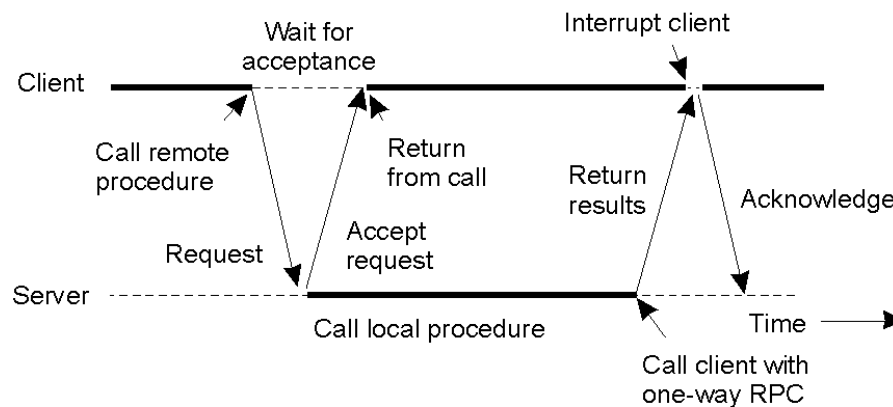 Wait for
acceptance
Interrupt client
Client
Call remote
procedure
Return
from call
Return
results
Acknowledge
Request
Accept
request
Server
Call local procedure
Time
Call client with
one-way RPC